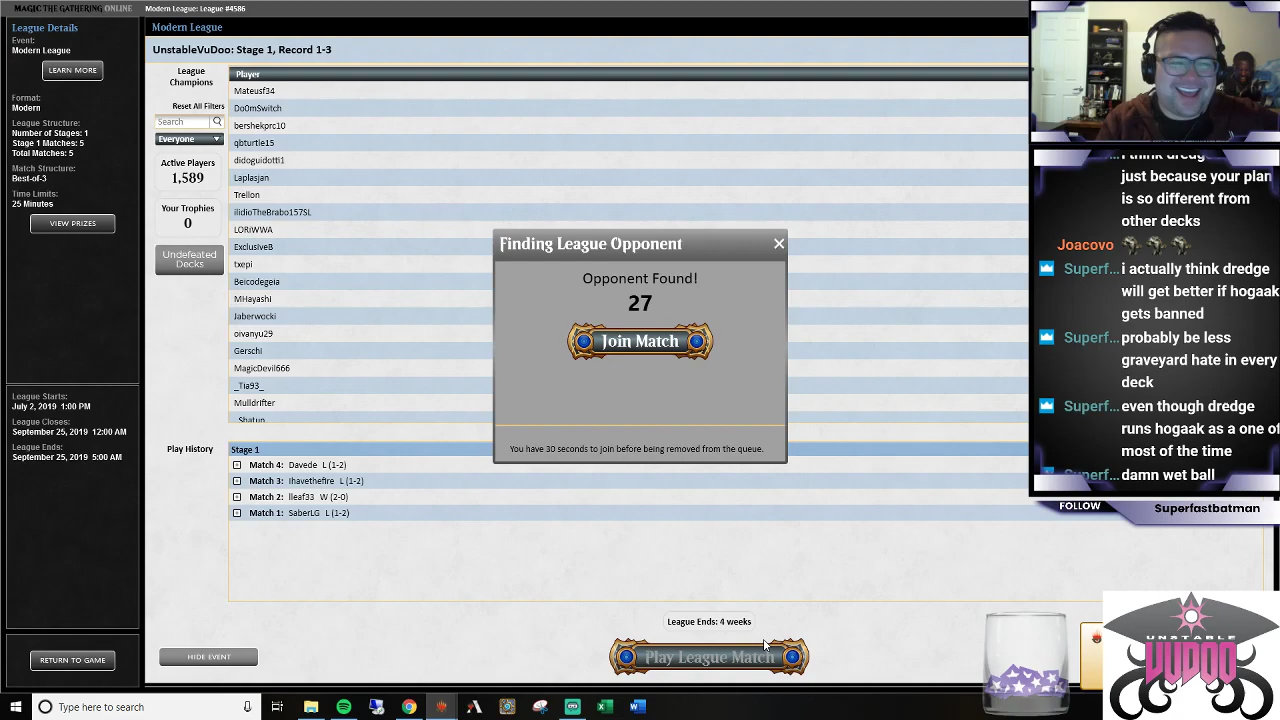 MAGIC THE GATHERING ONLINE
Modern League: League #4586
League Details
Event:
Modern League
LEARN MORE
Format:
Modern
League Structure:
Number of Stages: 1
Stage 1 Matches: 5
Total Matches: 5
Match Structure:
Best-of-3
Time Limits:
25 Minutes
VIEW PRIZES
League Starts:
July 2, 2019 1:00 PM
League Closes:
September 25, 2019 12:00 AM
League Ends:
September 25, 2019 5:00 AM
RETURN TO GAME
Modern League
UnstableVuDoo: Stage 1, Record 1-3
League
Champions
Reset All Filters
Search
Everyone
Active Players
1,589
Your Trophies
0
Undefeated
Decks
Player
Mateusf34
Do0mSwitch
bershekprc10
qbturtle15
didoguidotti1
Laplasjan
Trellon
ilidioTheBrabo157SL
LORiWWA
ExclusiveB
txepi
Beicodegeia
MHayashi
Jaberwocki
oivanyu29
Gerschi
MagicDevil666
_Tia93_
Mulldrifter
Shatun
Finding League Opponent
Opponent Found!
27
Join Match
You have 30 seconds to join before being removed from the queue.
Play History
Stage 1
Match 4: Davede L (1-2)
Match 3: Ihavethefire L (1-2)
Match 2: lleaf33 W (2-0)
Match 1: SaberLG L (1-2)
League Ends: 4 weeks
HIDE EVENT
Play League Match
i think dredge
just because your plan
is so different from
other decks
Joacovo
Superf... i actually think dredge
will get better if hogaak
gets banned
Superf... probably be less
graveyard hate in every
deck
Superf... even though dredge
runs hogaak as a one of
most of the time
Superf... damn wet ball
FOLLOW
Superfastbatman
UNSTABLE
VUDOO
Type here to search